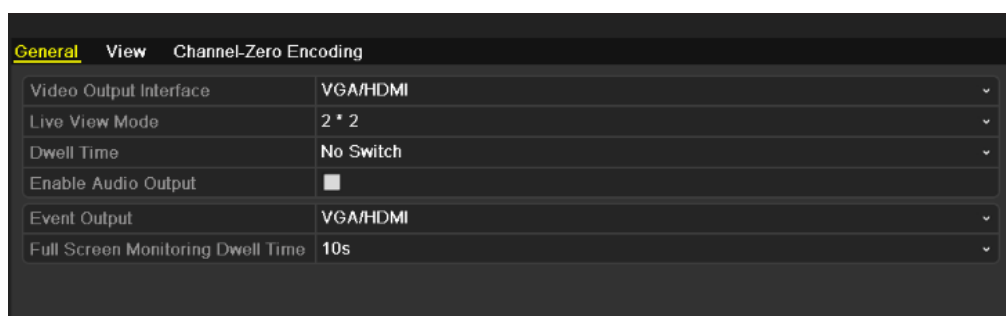 General View Channel-Zero Encoding
Video Output Interface VGA/HDMI
Live View Mode 2 * 2
Dwell Time No Switch
Enable Audio Output
Event Output VGA/HDMI
Full Screen Monitoring Dwell Time 10s